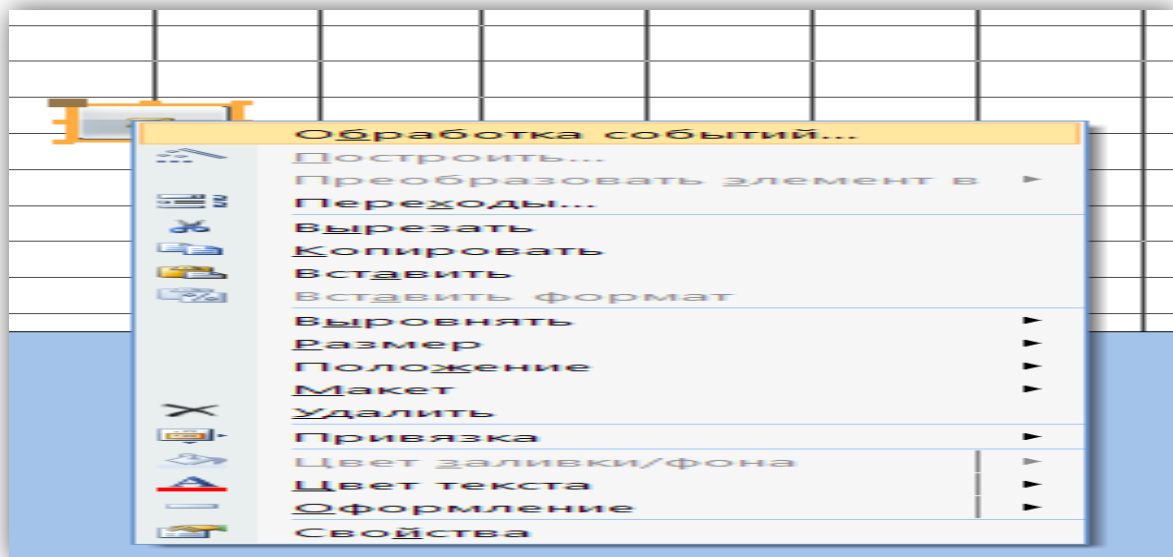 Обработка событий...
Построить...
Преобразовать элемент в
Переходы...
Вырезать
Копировать
Вставить
Вставить формат
Выровнять
Размер
Положение
Макет
Удалить
Привязка
Цвет заливки/фона
Цвет текста
Оформление
Свойства